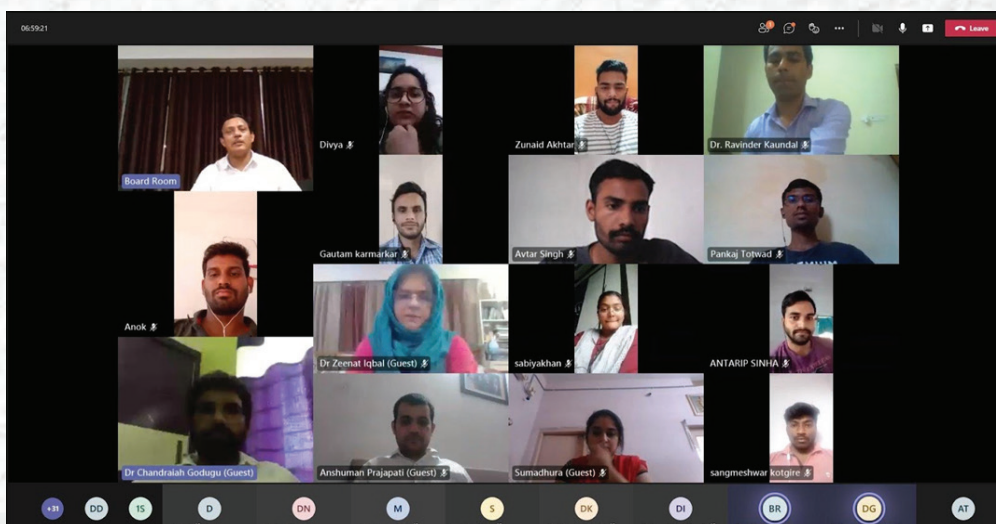 06:59:21
Leave
Board Room
Divya
Zunaid Akhtar
Dr. Ravinder Kaundal
Anok
Gautam karmarkar
Avtar Singh
Pankaj Totwad
Dr Zeenat Iqbal (Guest)
sabiyakhan
ANTARIP SINHA
Dr Chandraiah Godugu (Guest)
Anshuman Prajapati (Guest)
Sumadhura (Guest)
sangmeshwar kotgire
+31 DD 1S D DN M S DK DI BR DG AT